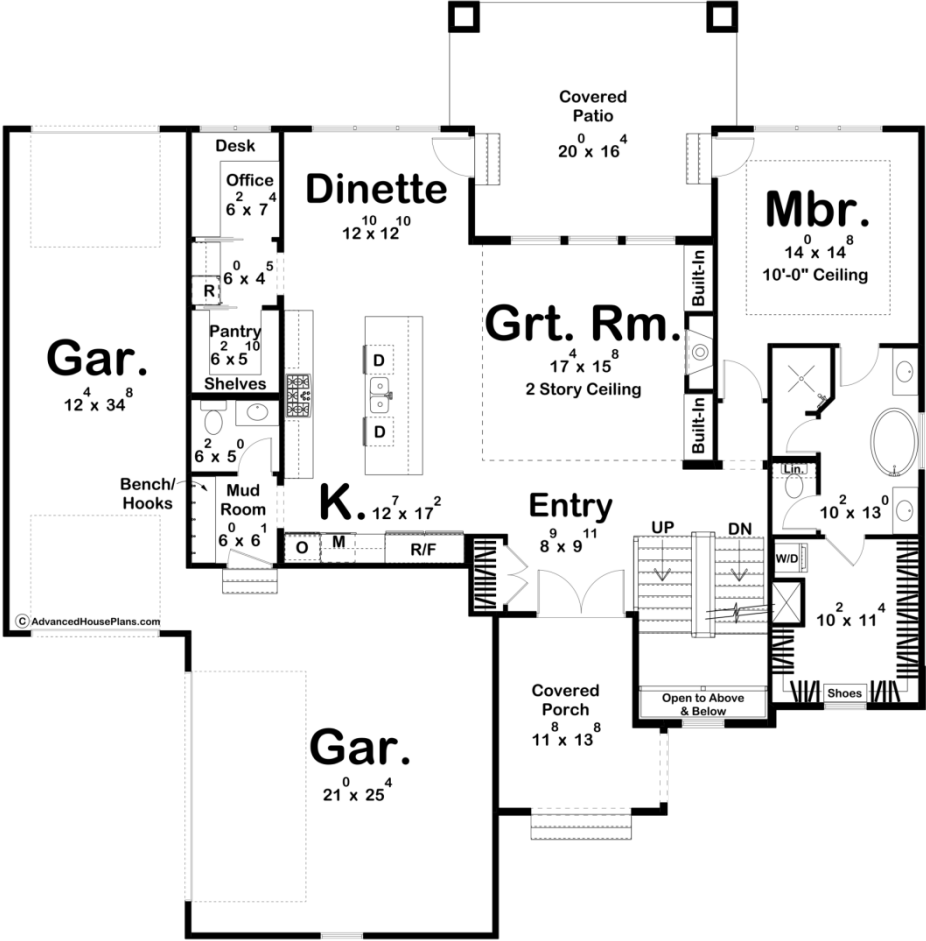 Covered
Patio
20⁰ x 16⁴
Desk
Office
6² x 7⁴
Dinette
12¹⁰ x 12¹⁰
Mbr.
14⁰ x 14⁸
10'-0" Ceiling
6⁰ x 4⁵
R
Built-In
Pantry
6² x 5¹⁰
Shelves
Grt. Rm.
17⁴ x 15⁸
2 Story Ceiling
Gar.
12⁴ x 34⁸
D
D
Built-In
6² x 5⁰
Bench/
Hooks
Mud
Room
6⁰ x 6¹
K. 12⁷ x 17²
O
M
R/F
Entry
8⁹ x 9¹¹
UP
DN
Lin.
10² x 13⁰
W/D
10² x 11⁴
Shoes
© AdvancedHousePlans.com
Covered
Porch
11⁸ x 13⁸
Open to Above
& Below
Gar.
21⁰ x 25⁴